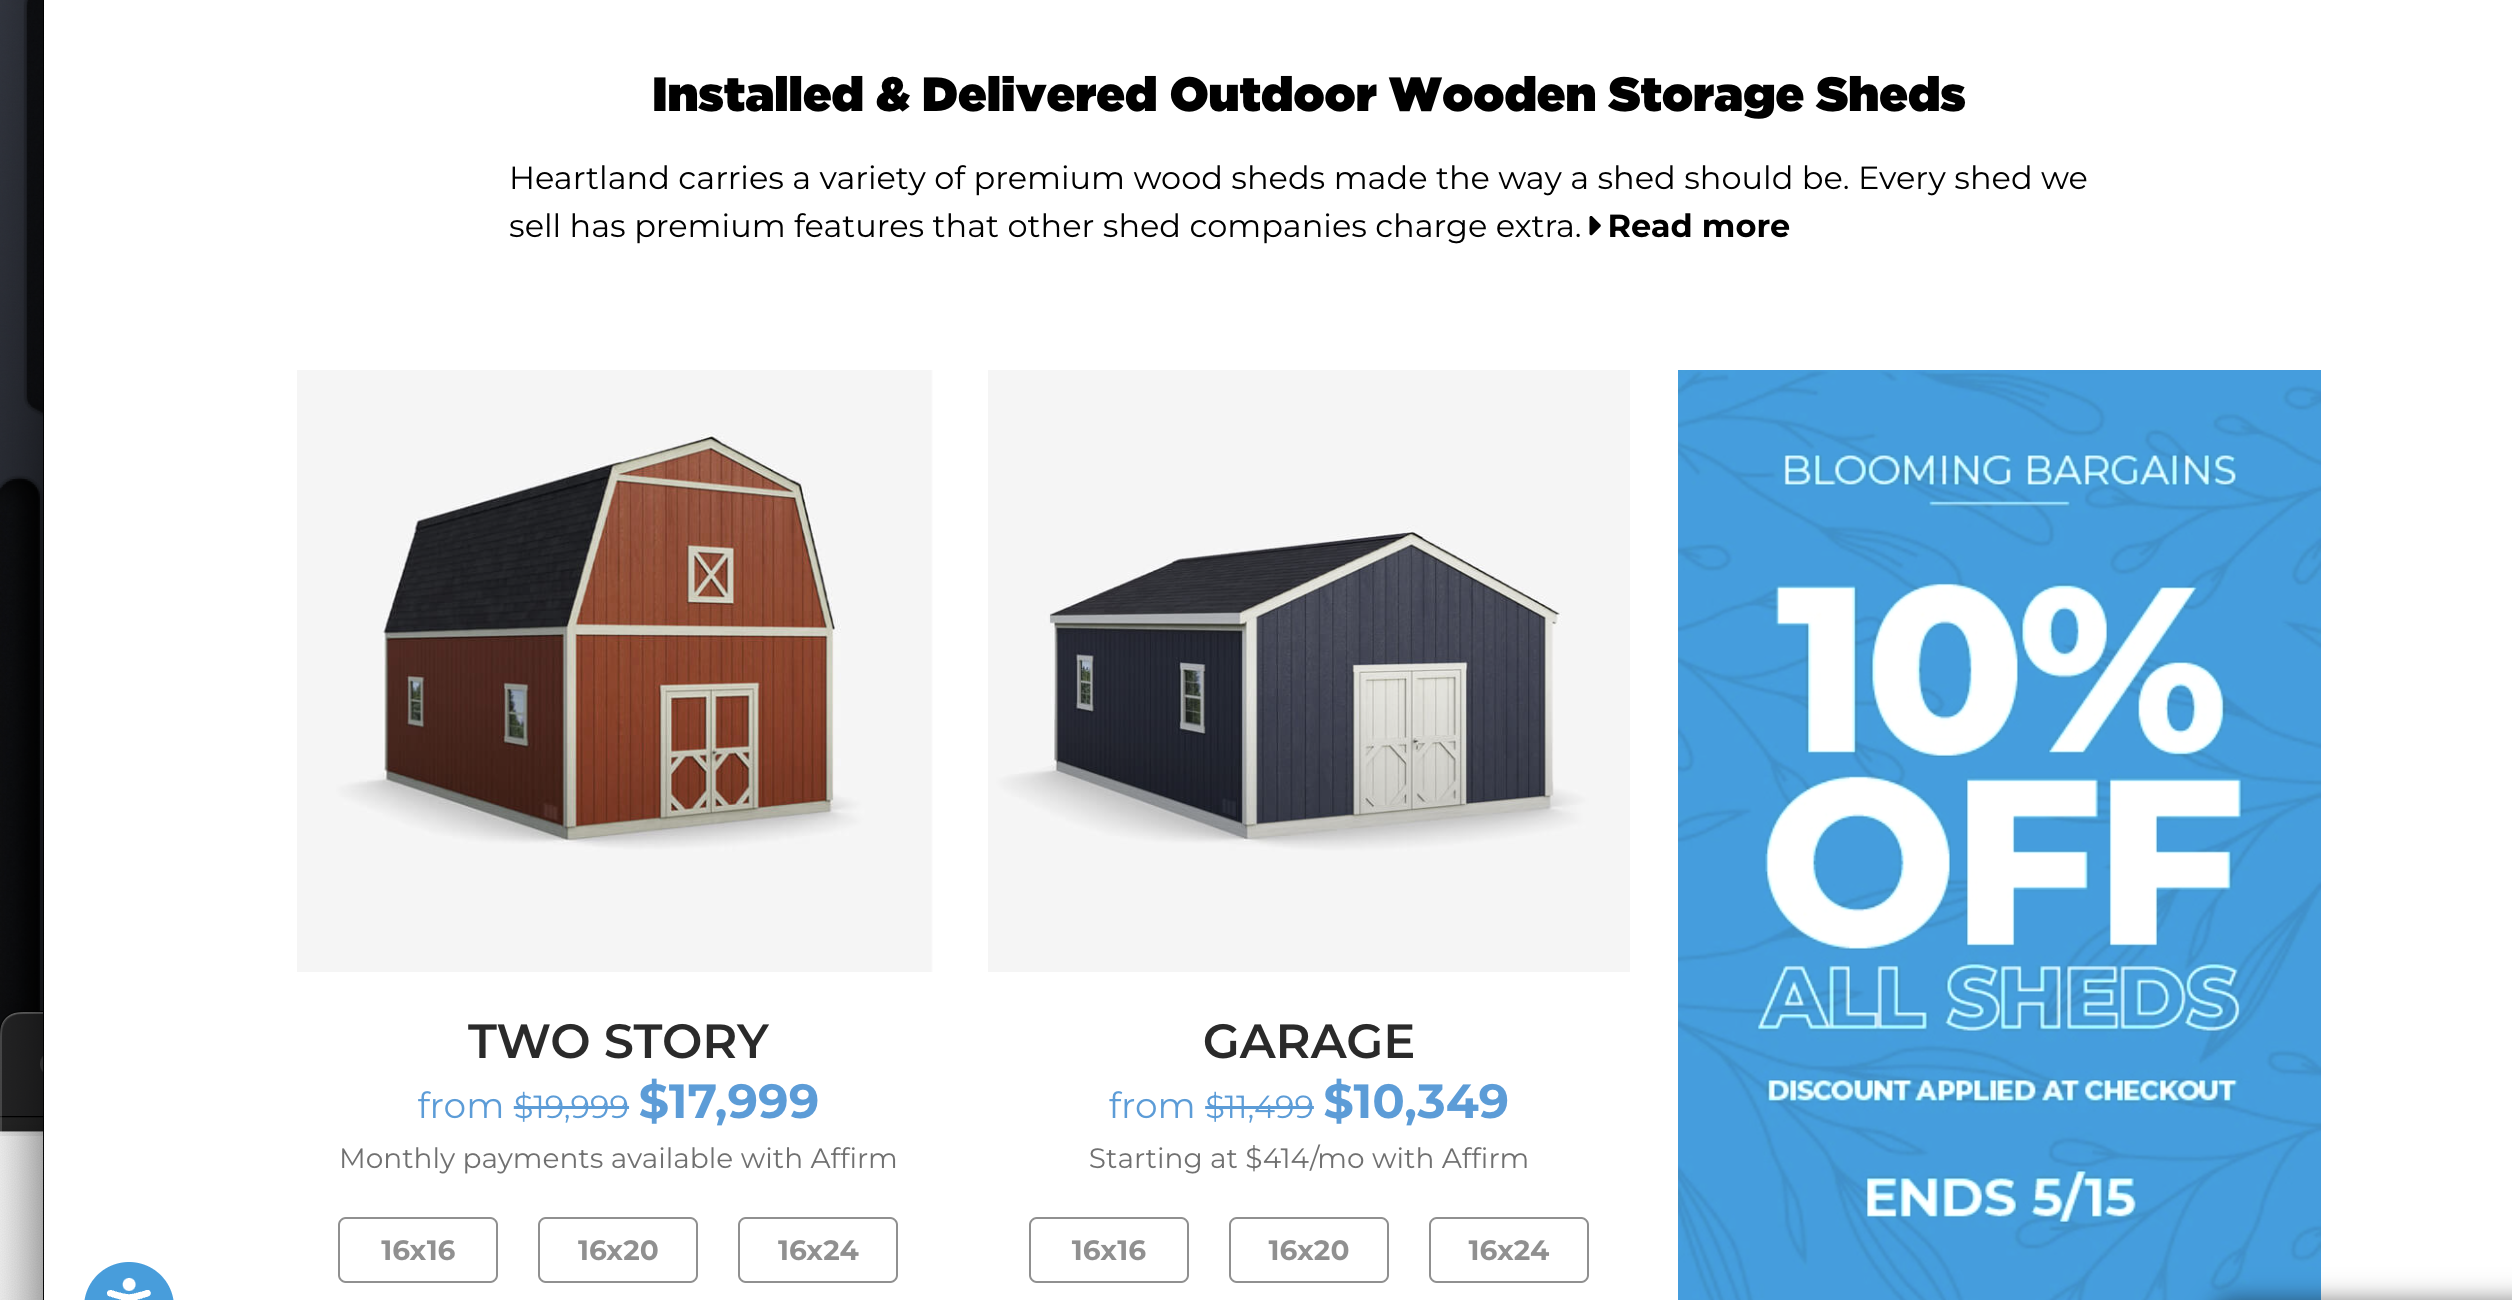 Installed & Delivered Outdoor Wooden Storage Sheds
Heartland carries a variety of premium wood sheds made the way a shed should be. Every shed we
sell has premium features that other shed companies charge extra. Read more
TWO STORY
from $19,999 $17,999
Monthly payments available with Affirm
16x16
16x20
16x24
GARAGE
from $11,499 $10,349
Starting at $414/mo with Affirm
16x16
16x20
16x24
BLOOMING BARGAINS
10%
OFF
ALL SHEDS
DISCOUNT APPLIED AT CHECKOUT
ENDS 5/15